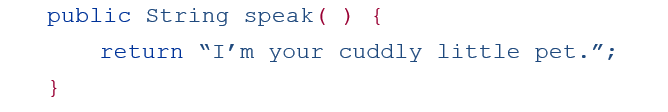 public String speak( ) {
return “I’m your cuddly little pet.”;
}